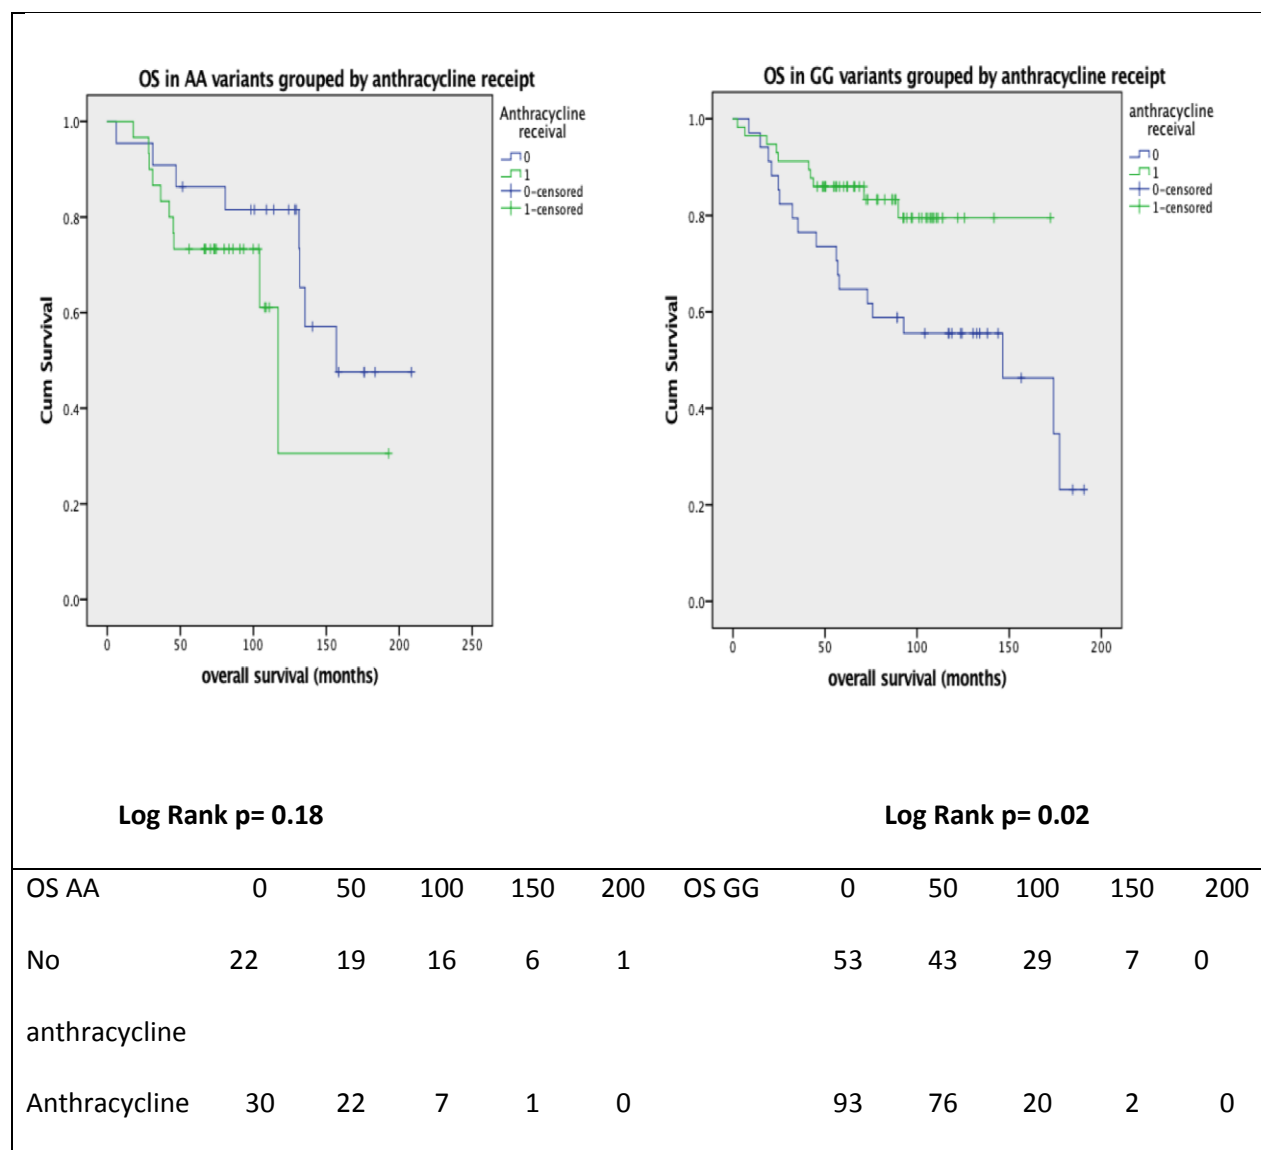 OS in AA variants grouped by anthracycline receipt
Anthracycline
receival
0
1
0-censored
1-censored
1.0
0.8
0.6
0.4
0.2
0.0
Cum Survival
0 50 100 150 200 250
overall survival (months)
OS in GG variants grouped by anthracycline receipt
anthracycline
receival
0
1
0-censored
1-censored
1.0
0.8
0.6
0.4
0.2
0.0
Cum Survival
0 50 100 150 200
overall survival (months)
Log Rank p= 0.18
Log Rank p= 0.02
OS AA 0 50 100 150 200 OS GG 0 50 100 150 200
No 22 19 16 6 1 53 43 29 7 0
anthracycline
Anthracycline 30 22 7 1 0 93 76 20 2 0